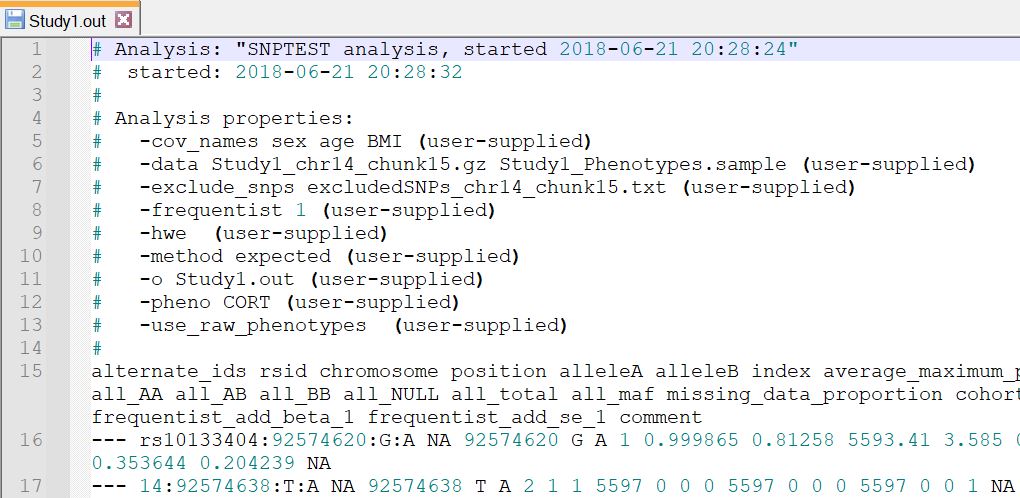 Study1.out
1 # Analysis: "SNPTEST analysis, started 2018-06-21 20:28:24"
2 #  started: 2018-06-21 20:28:32
3 #
4 # Analysis properties:
5 #   -cov_names sex age BMI (user-supplied)
6 #   -data Study1_chr14_chunk15.gz Study1_Phenotypes.sample (user-supplied)
7 #   -exclude_snps excludedSNPs_chr14_chunk15.txt (user-supplied)
8 #   -frequentist 1 (user-supplied)
9 #   -hwe  (user-supplied)
10 #   -method expected (user-supplied)
11 #   -o Study1.out (user-supplied)
12 #   -pheno CORT (user-supplied)
13 #   -use_raw_phenotypes  (user-supplied)
14 #
15 alternate_ids rsid chromosome position alleleA alleleB index average_maximum_p
all_AA all_AB all_BB all_NULL all_total all_maf missing_data_proportion cohort
frequentist_add_beta_1 frequentist_add_se_1 comment
16 --- rs10133404:92574620:G:A NA 92574620 G A 1 0.999865 0.81258 5593.41 3.585
0.353644 0.204239 NA
17 --- 14:92574638:T:A NA 92574638 T A 2 1 1 5597 0 0 0 5597 0 0 0 5597 0 0 1 NA